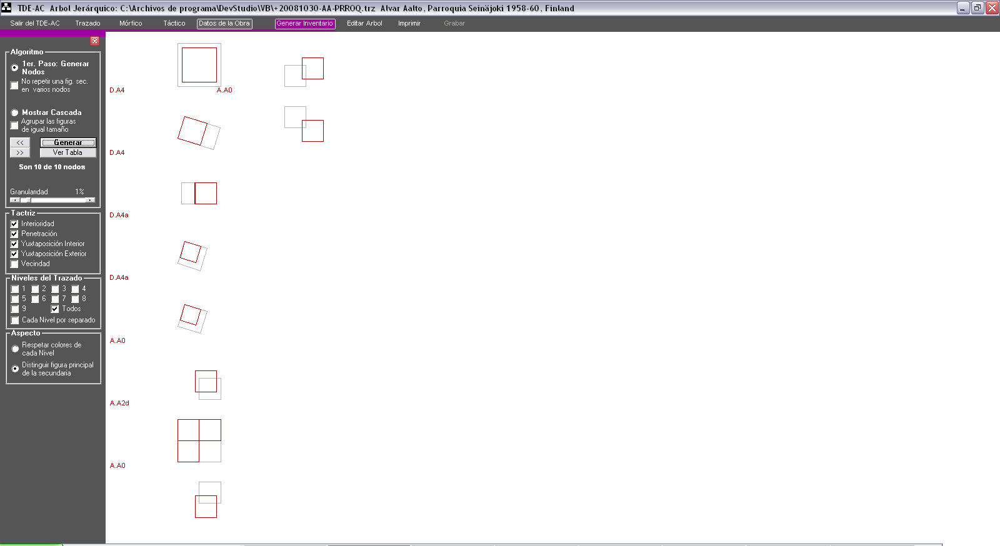 TDE-AC Arbol Jerárquico: C:\Archivos de programa\DevStudio\VB\+20081030-AA-PRROQ.trz Alvar Aalto, Parroquia Seinäjoki 1958-60, Finland
Salir del TDE-AC Trazado Mórfico Táctico Datos de la Obra Generar Inventario Editar Arbol Imprimir Grabar
Algoritmo
1er. Paso: Generar
Nodos
No repetir una fig. sec.
en varios nodos
Mostrar Cascada
Agrupar las figuras
de igual tamaño
<< Generar
>> Ver Tabla
Son 10 de 10 nodos
Granularidad 1%
Tactriz
Interioridad
Penetración
Yuxtaposición Interior
Yuxtaposición Exterior
Vecindad
Niveles del Trazado
1 2 3 4
5 6 7 8
9 Todos
Cada Nivel por separado
Aspecto
Respetar colores de
cada Nivel
Distinguir figura principal
de la secundaria
D.A4 A.A0
D.A4
D.A4a
D.A4a
A.A0
A.A2d
A.A0